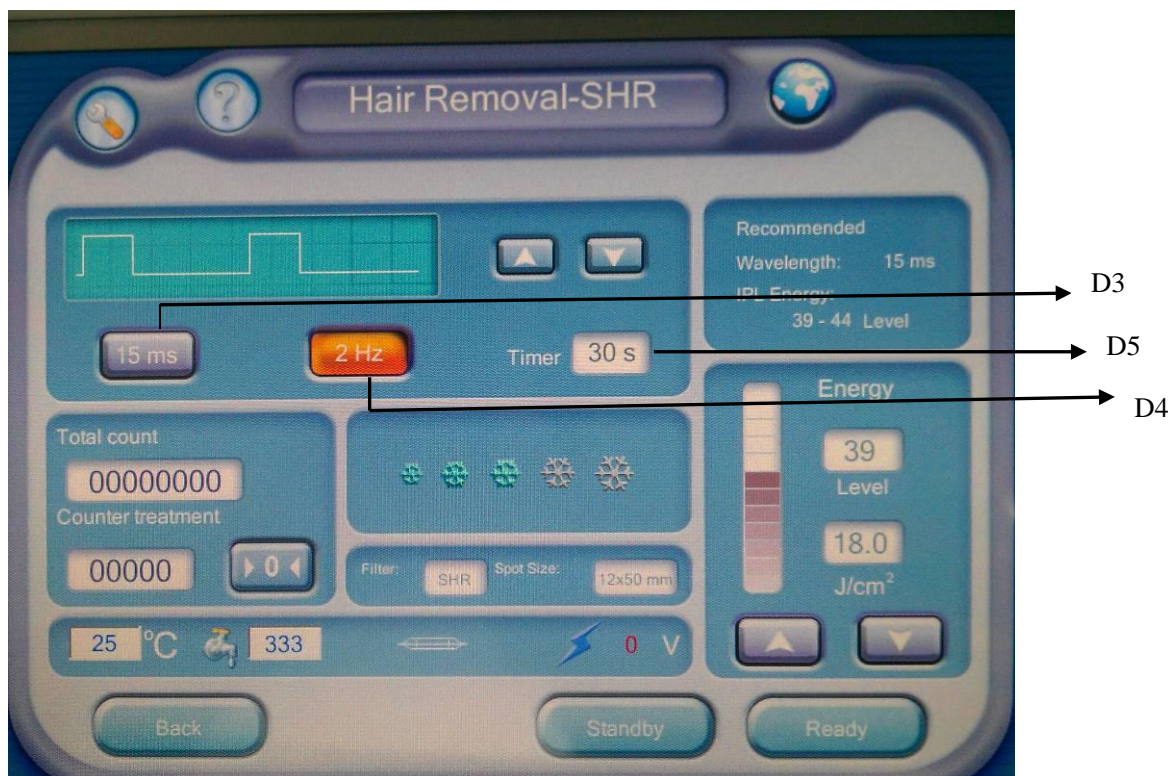 Hair Removal-SHR
Recommended
Wavelength: 15 ms
IPL Energy:
39 - 44 Level
15 ms
2 Hz
Timer 30 s
D3
D5
D4
Total count
00000000
Counter treatment
00000
0
Filter: SHR Spot Size: 12x50 mm
Energy
39
Level
18.0
J/cm²
25 °C 333 0 V
Back Standby Ready